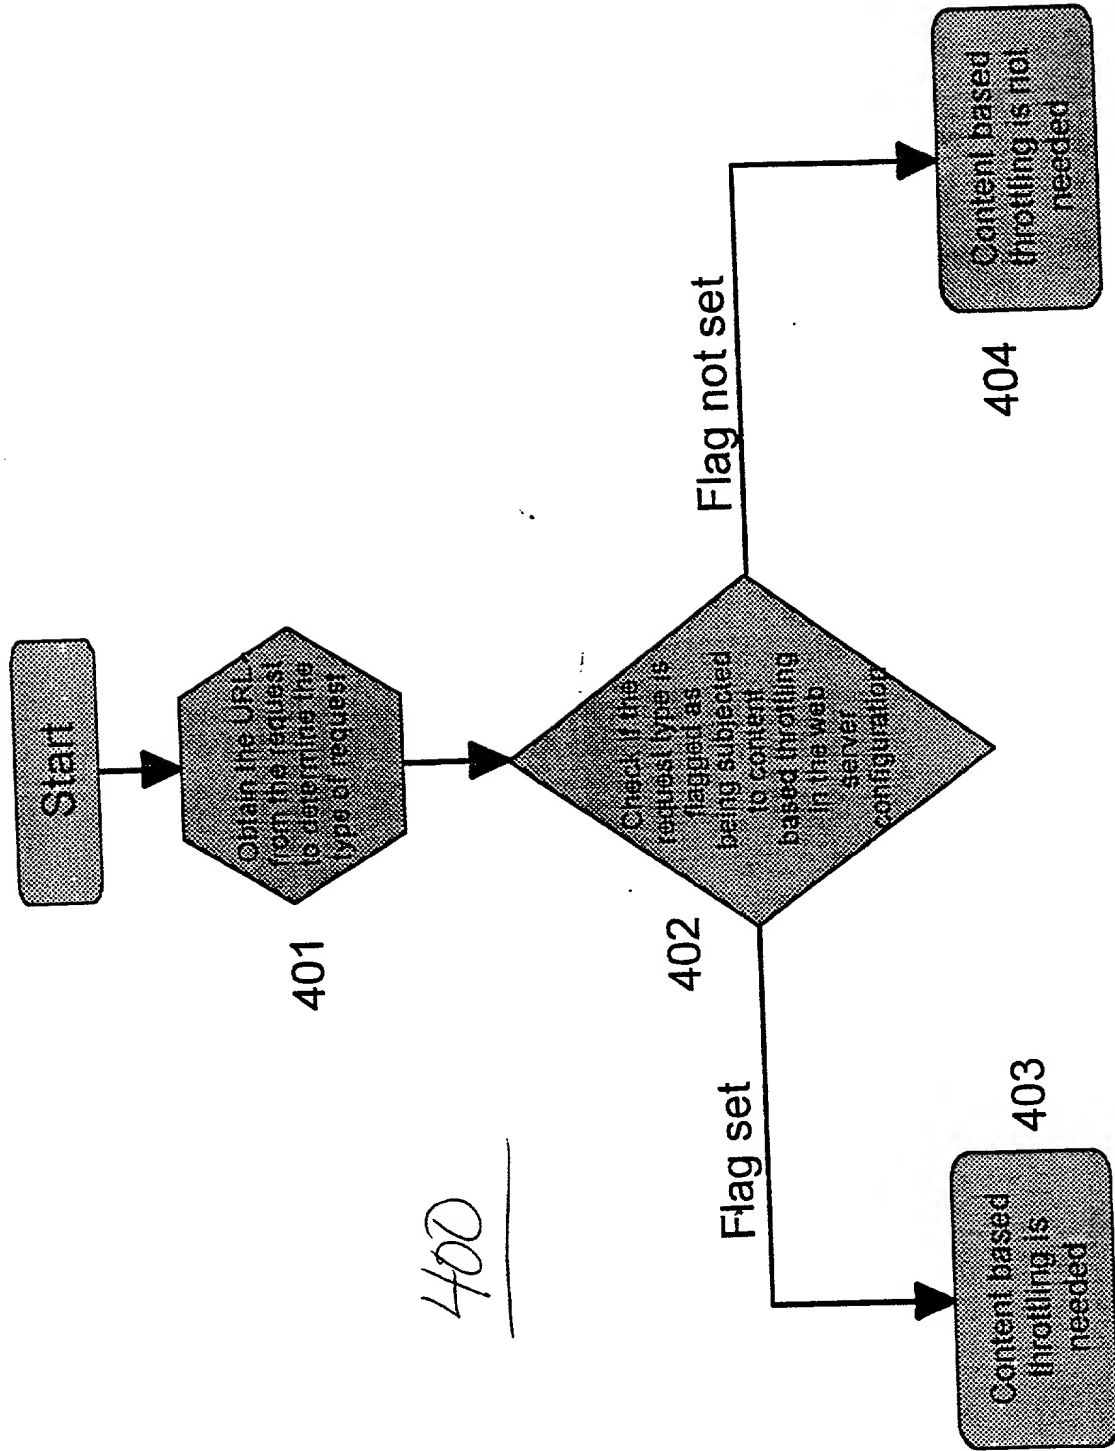 Start
Obtain the URL
from the request
to determine the
type of request
401
Check if the
request type is
flagged as
being subjected
to content
based throttling
in the web
server
configuration
402
Flag set
Flag not set
Content based
throttling is
needed
403
Content based
throttling is not
needed
404
400